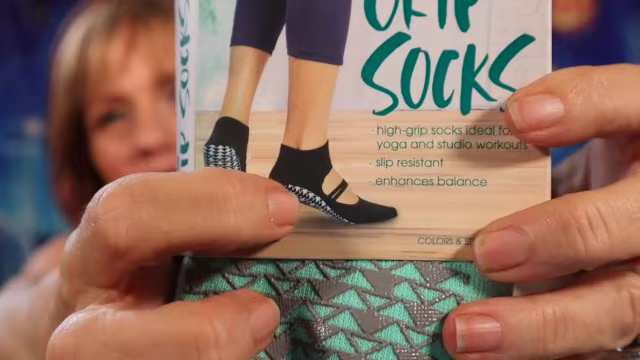 GRIP
SOCKS
· high-grip socks ideal for
yoga and studio workouts
· slip resistant
· enhances balance
COLORS &